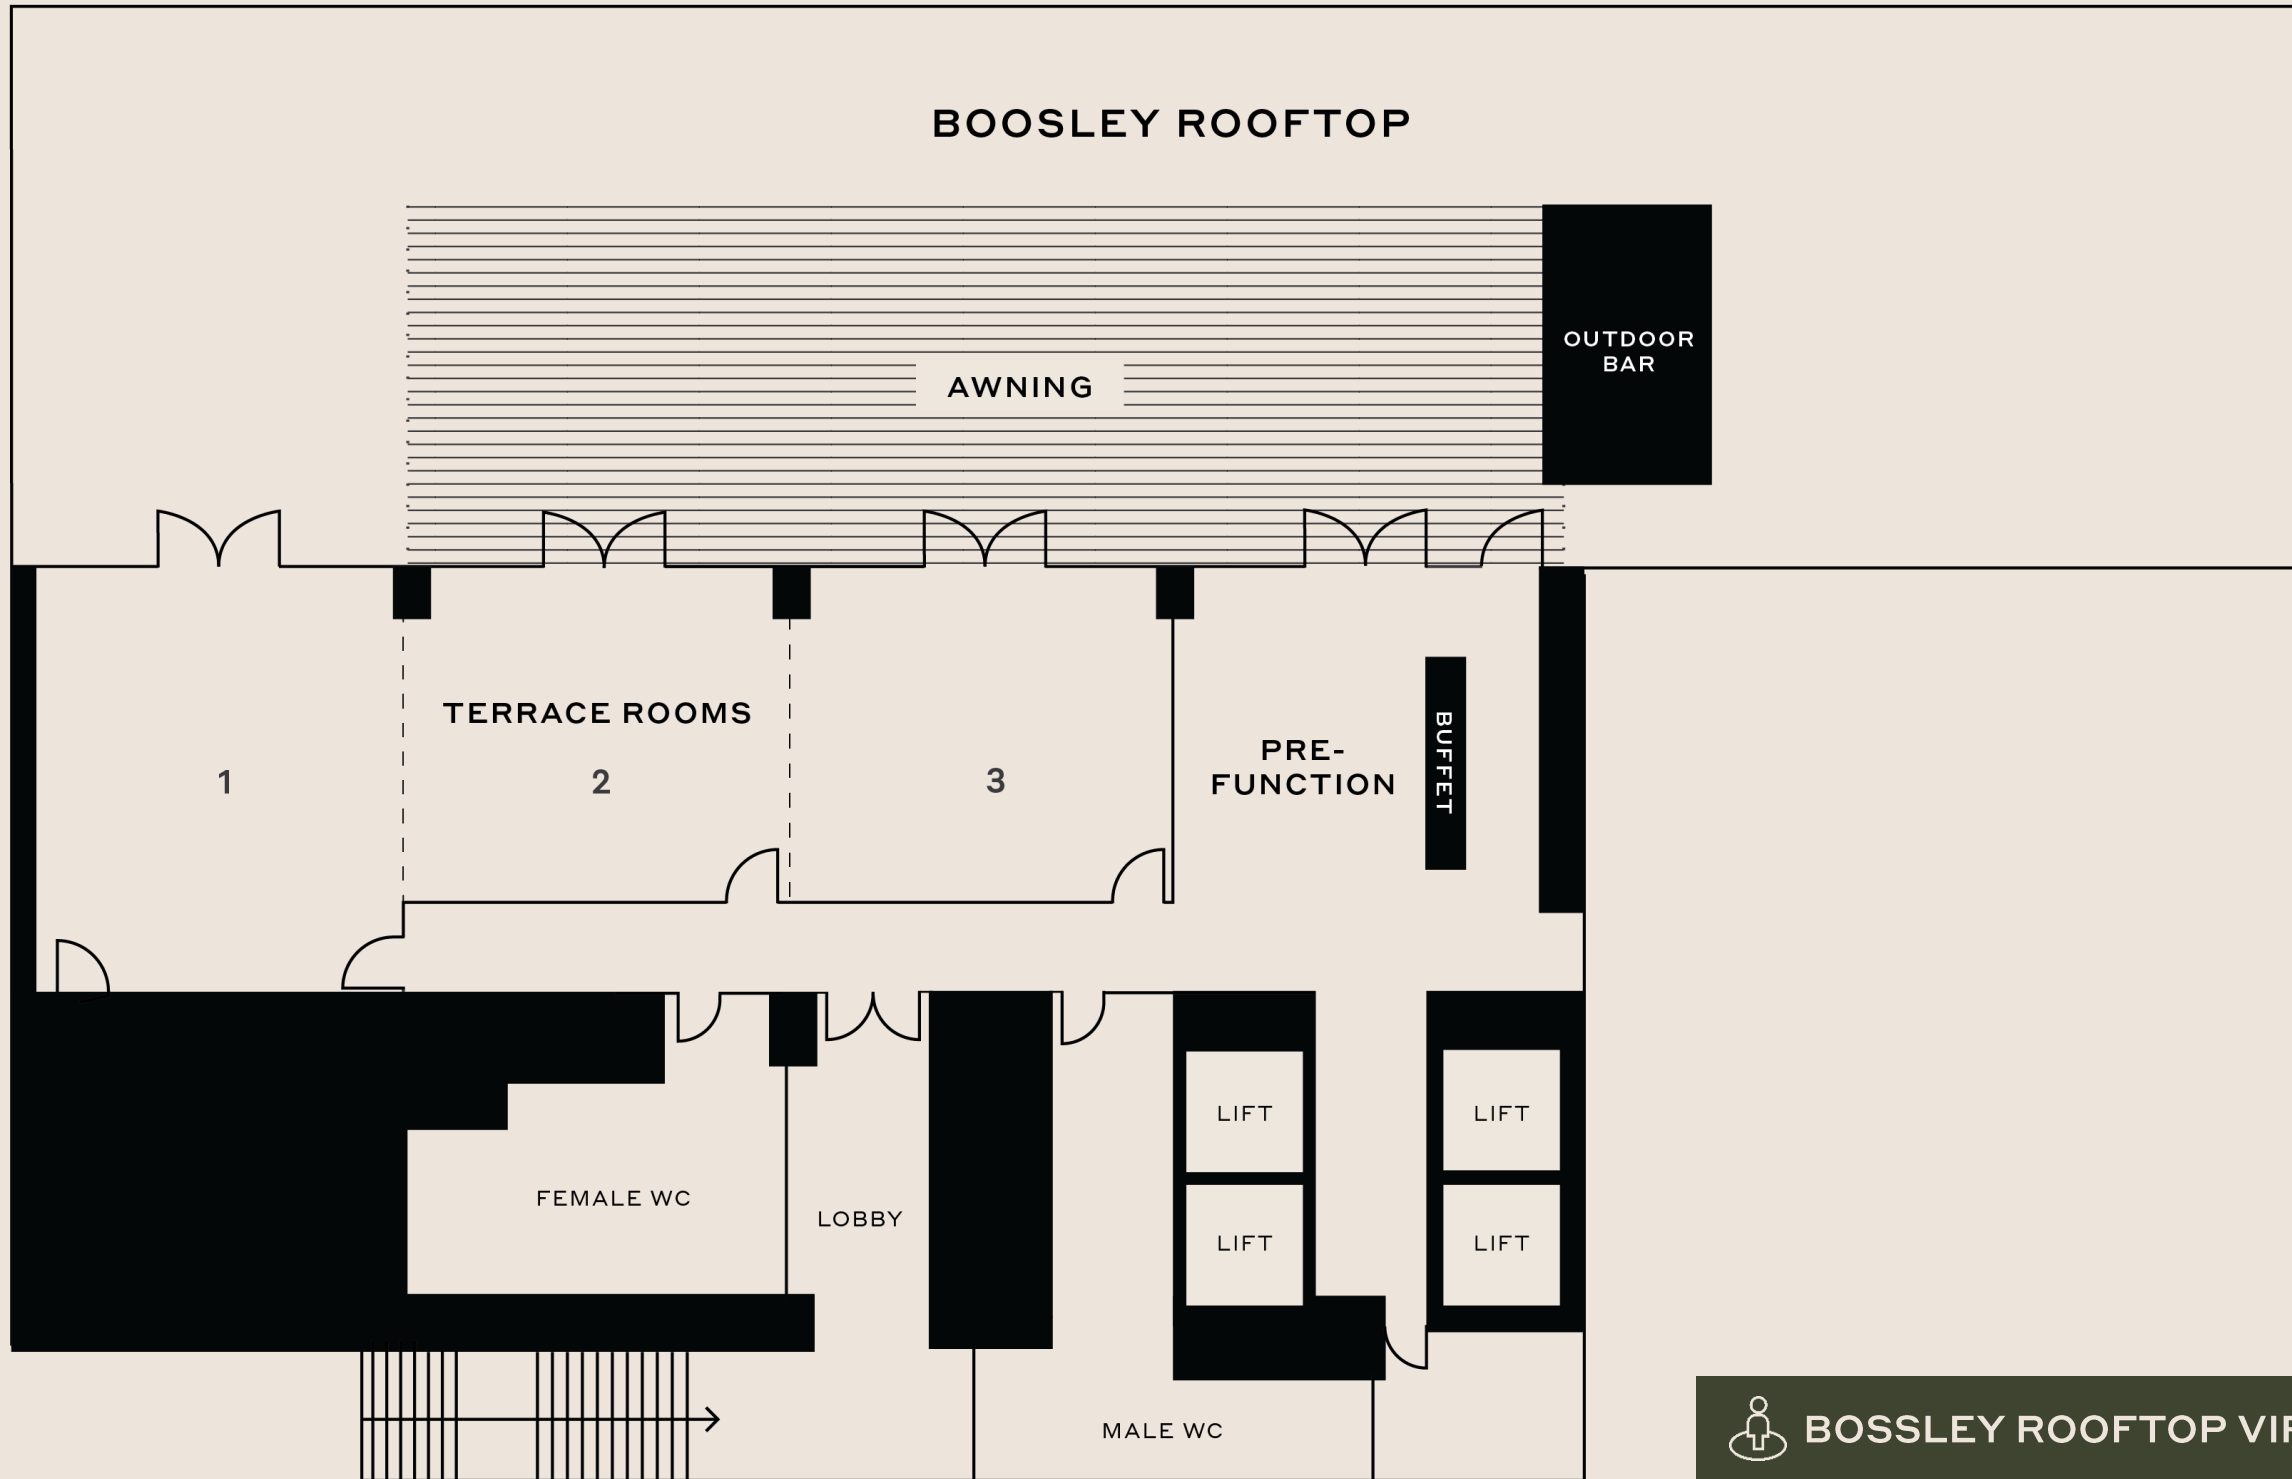 BOOSLEY ROOFTOP
OUTDOOR
BAR
AWNING
TERRACE ROOMS
1
2
3
PRE-
FUNCTION
BUFFET
LIFT
LIFT
FEMALE WC
LOBBY
LIFT
LIFT
MALE WC
BOSSLEY ROOFTOP